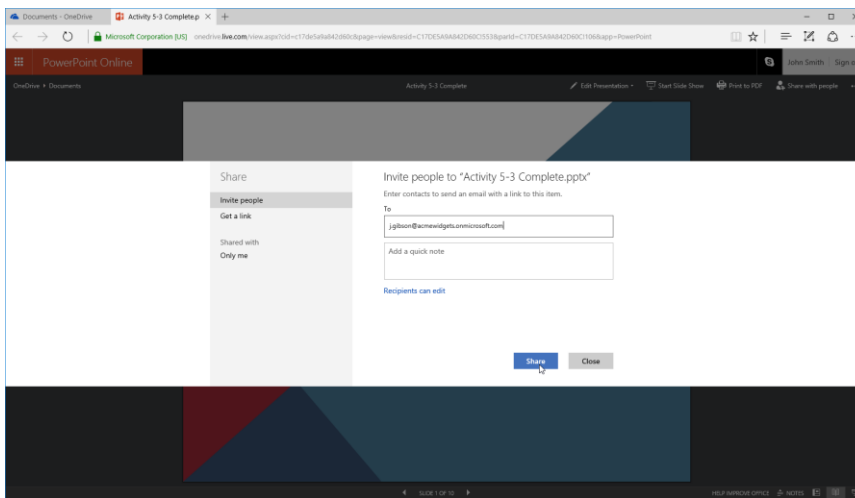 Documents - OneDrive
Activity 5-3 Complete.p
Microsoft Corporation [US]
PowerPoint Online
John Smith
Sign o
OneDrive
Documents
Activity 5-3 Complete
Edit Presentation
Start Slide Show
Print to PDF
Share with people
Share
Invite people
Get a link
Shared with
Only me
Invite people to "Activity 5-3 Complete.pptx"
Enter contacts to send an email with a link to this item.
To
j.gibson@acmewidgets.onmicrosoft.com
Add a quick note
Recipients can edit
Share
Close
SLIDE 1 OF 10
HELP IMPROVE OFFICE
NOTES